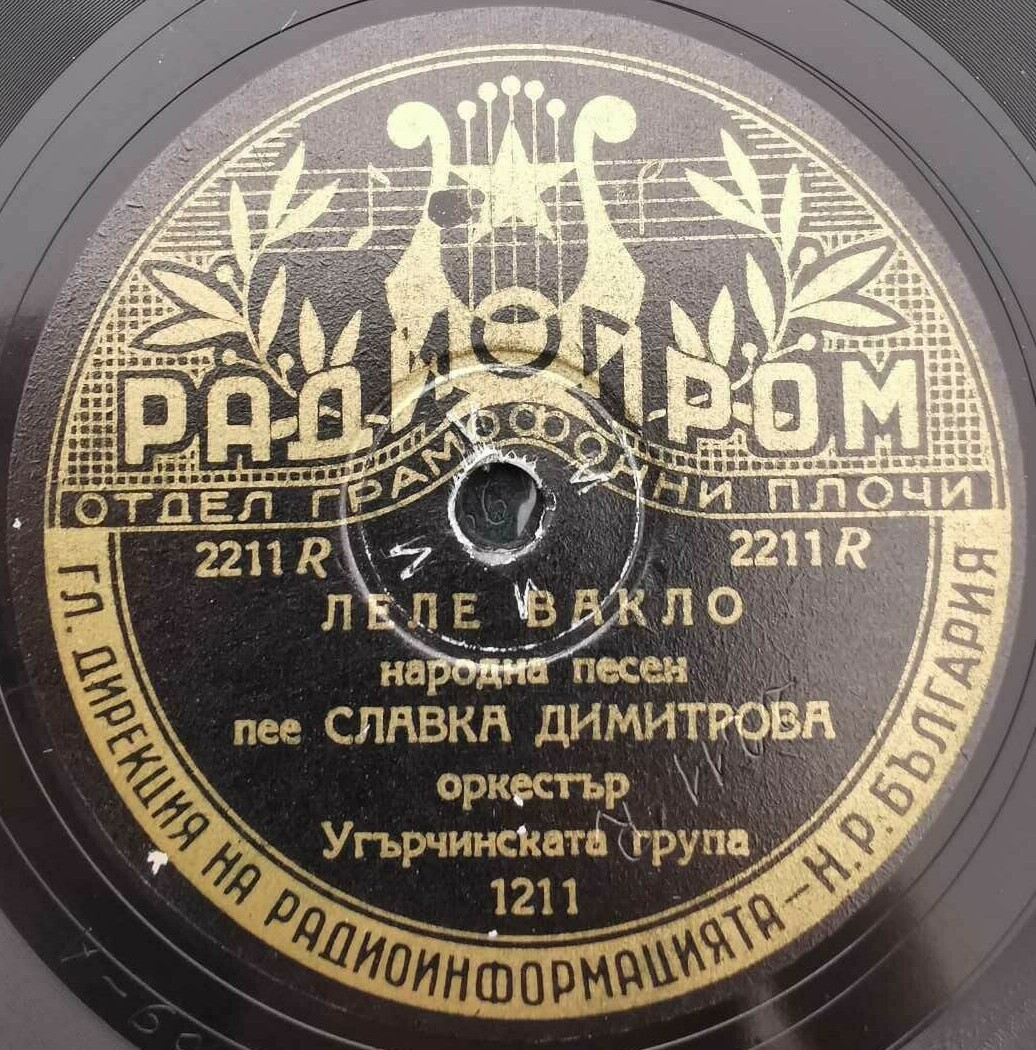 РАДИОПРОМ
ОТДЕЛ ГРАМОФОННИ ПЛОЧИ
2211 R 2211 R
ЛЕЛЕ ВАКЛО
народна песен
пее СЛАВКА ДИМИТРОВА
оркестър
Угърчинската група
1211
ГЛ. ДИРЕКЦИЯ НА РАДИОИНФОРМАЦИЯТА – Н. Р. БЪЛГАРИЯ